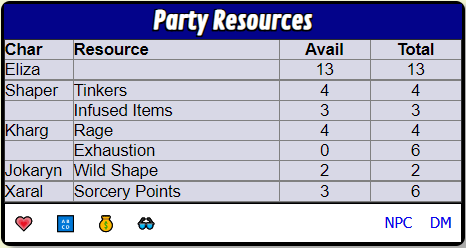 Party Resources
Char Resource Avail Total
Eliza 13 13
Shaper Tinkers 4 4
Infused Items 3 3
Kharg Rage 4 4
Exhaustion 0 6
Jokaryn Wild Shape 2 2
Xaral Sorcery Points 3 6
NPC DM